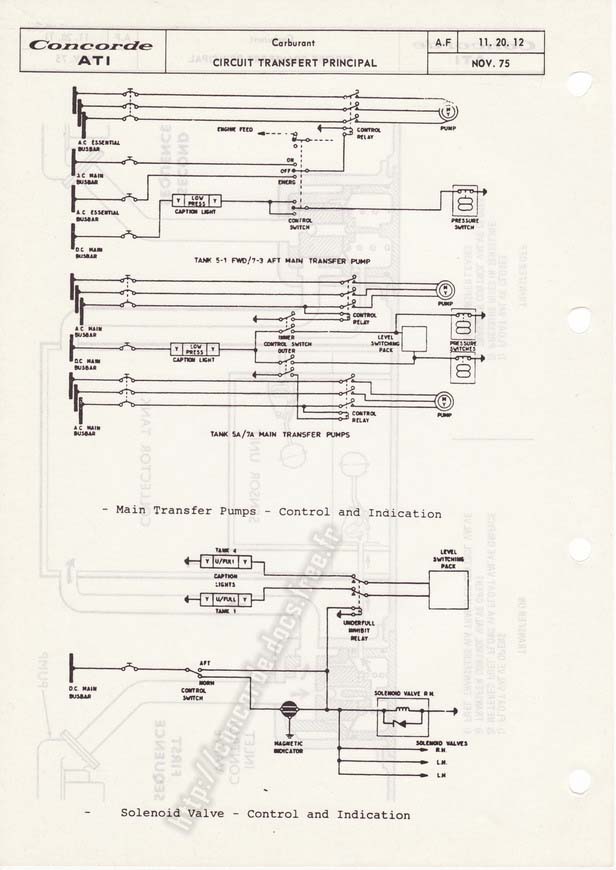 Concorde
ATI
Carburant
CIRCUIT TRANSFERT PRINCIPAL
A.F
11. 20. 12
NOV. 75
A.C ESSENTIAL
BUSBAR
ENGINE FEED
CONTROL
RELAY
PUMP
A.C MAIN
BUSBAR
ON
OFF
ENERG
A.C ESSENTIAL
BUSBAR
Y LOW PRESS Y
CAPTION LIGHT
CONTROL
SWITCH
PRESSURE
SWITCH
D.C MAIN
BUSBAR
TANK 5-1 FWD/7-3 AFT MAIN TRANSFER PUMP
PUMP
A.C MAIN
BUSBAR
CONTROL
RELAY
INNER
CONTROL SWITCH
OUTER
LEVEL
SWITCHING
PACK
PRESSURE
SWITCHES
Y LOW PRESS Y
CAPTION LIGHT
D.C MAIN
BUSBAR
A.C MAIN
BUSBAR
CONTROL
RELAY
PUMP
TANK 5A/7A MAIN TRANSFER PUMPS
- Main Transfer Pumps - Control and Indication
TANK 4
Y U/FULL Y
CAPTION
LIGHTS
Y U/FULL Y
TANK 1
LEVEL
SWITCHING
PACK
UNDERFULL
INHIBIT
RELAY
AFT
NORM
CONTROL
SWITCH
D.C. MAIN
BUSBAR
MAGNETIC
INDICATOR
SOLENOID VALVE R.H.
SOLENOID VALVES
R.H.
L.H.
L.H
- Solenoid Valve - Control and Indication
http://concorde.docs.free.fr